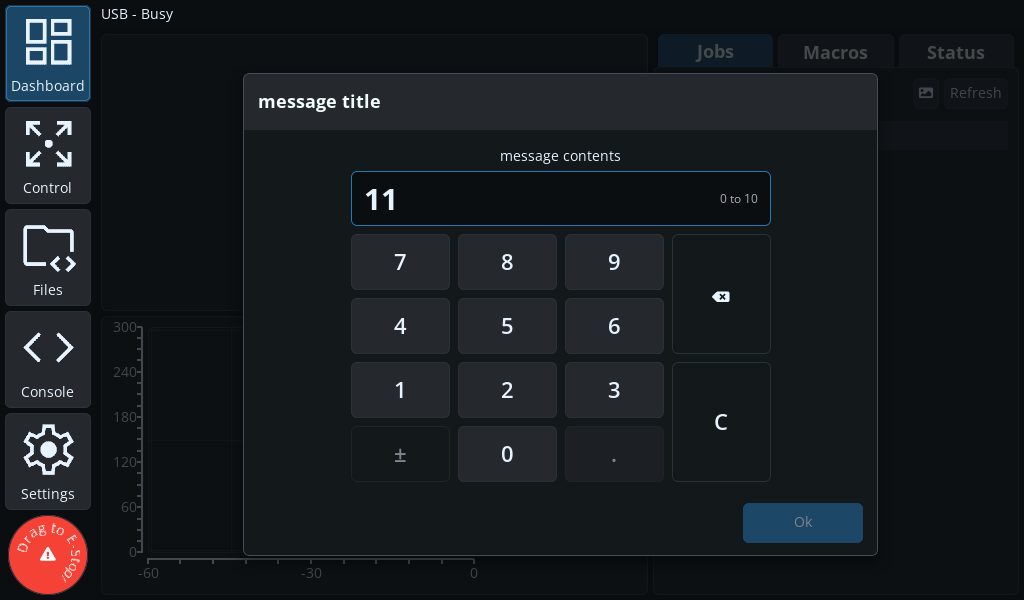 USB - Busy
Dashboard
Control
Files
Console
Settings
Drag to E-Stop!
Jobs
Macros
Status
Refresh
message title
message contents
11
0 to 10
7
8
9
4
5
6
1
2
3
C
±
0
.
Ok
300
240
180
120
60
0
-60
-30
0